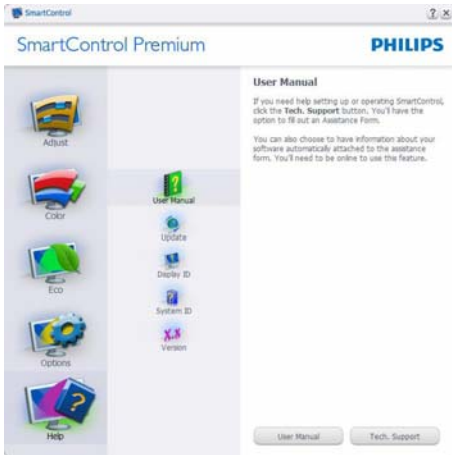 SmartControl
SmartControl Premium
PHILIPS
Adjust
Color
Eco
Options
Help
User Manual
Update
Display ID
System ID
X.X
Version
User Manual
If you need help setting up or operating SmartControl,
click the Tech. Support button. You'll have the
option to fill out an Assistance Form.
You can also choose to have information about your
software automatically attached to the assistance
form. You'll need to be online to use this feature.
User Manual
Tech. Support